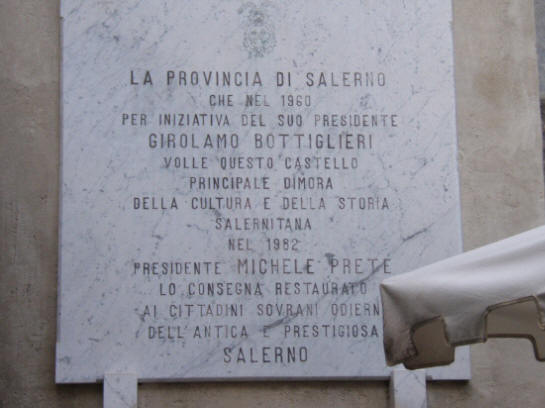 LA PROVINCIA DI SALERNO
CHE NEL 1960
PER INIZIATIVA DEL SUO PRESIDENTE
GIROLAMO BOTTIGLIERI
VOLLE QUESTO CASTELLO
PRINCIPALE DIMORA
DELLA CULTURA E DELLA STORIA
SALERNITANA
NEL 1982
PRESIDENTE MICHELE PRETE
LO CONSEGNA RESTAURATO
AI CITTADINI SOVRANI ODIERN
DELL'ANTICA E PRESTIGIOSA
SALERNO